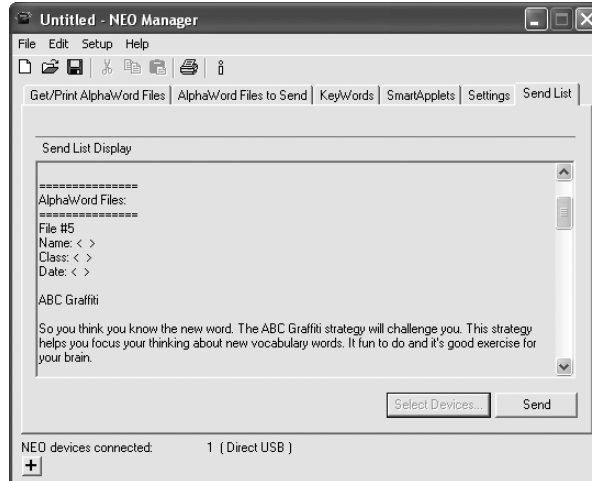 Untitled - NEO Manager
File Edit Setup Help
Get/Print AlphaWord Files AlphaWord Files to Send KeyWords SmartApplets Settings Send List
Send List Display
===============
AlphaWord Files:
===============
File #5
Name: < >
Class: < >
Date: < >
ABC Graffiti
So you think you know the new word. The ABC Graffiti strategy will challenge you. This strategy
helps you focus your thinking about new vocabulary words. It fun to do and it's good exercise for
your brain.
Select Devices... Send
NEO devices connected: 1 ( Direct USB )
+